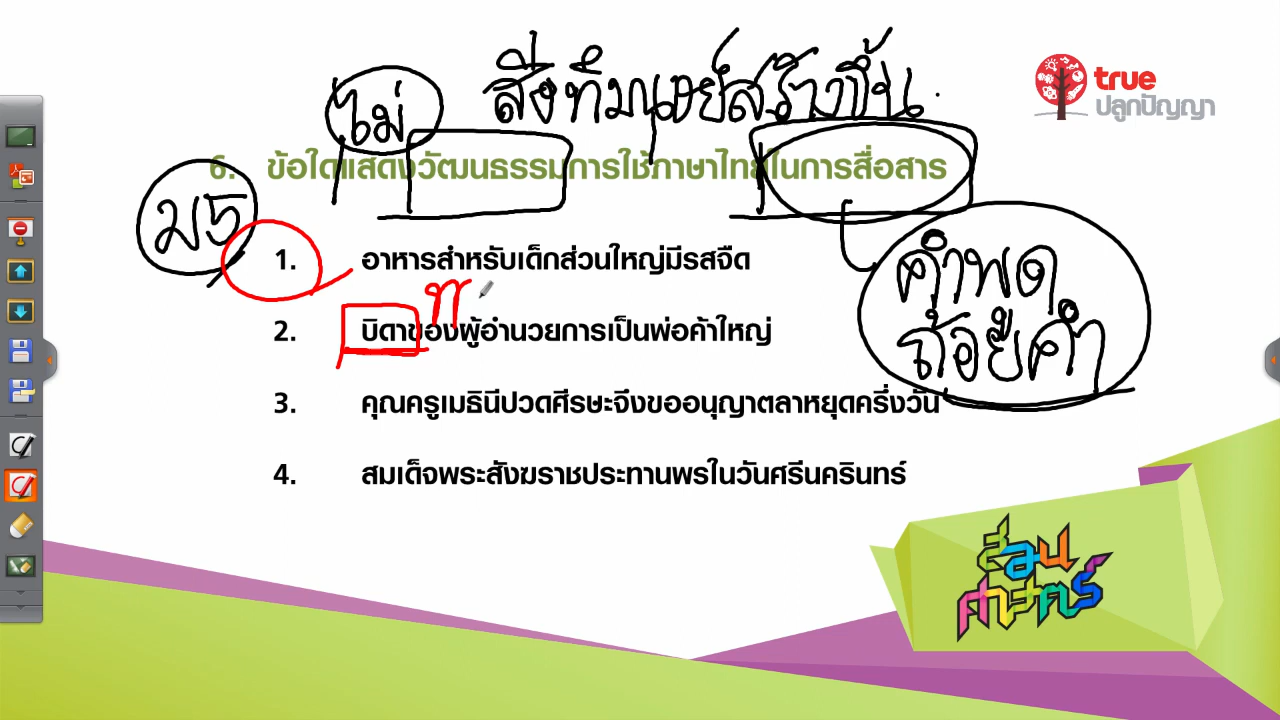 ไม่ สิ่งที่มนุษย์สร้างขึ้น
true
ปลูกปัญญา
6. ข้อใดแสดงวัฒนธรรมการใช้ภาษาไทยในการสื่อสาร
1. อาหารสำหรับเด็กส่วนใหญ่มีรสจืด
2. บิดาของผู้อำนวยการเป็นพ่อค้าใหญ่
3. คุณครูเมธินีปวดศีรษะจึงขออนุญาตลาหยุดครึ่งวัน
4. สมเด็จพระสังฆราชประทานพรในวันศรีนครินทร์
คำพูด
ถ้อยคำ
สอน
ศาสตร์